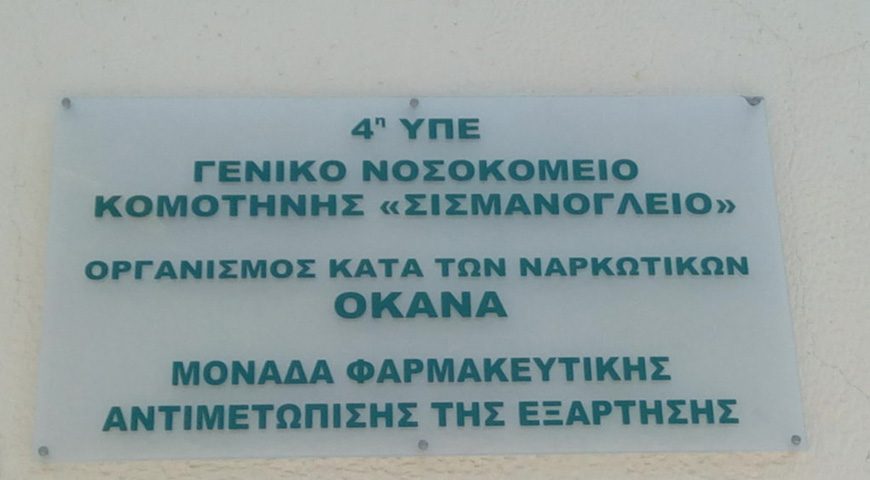 4η ΥΠΕ
ΓΕΝΙΚΟ ΝΟΣΟΚΟΜΕΙΟ
ΚΟΜΟΤΗΝΗΣ «ΣΙΣΜΑΝΟΓΛΕΙΟ»
ΟΡΓΑΝΙΣΜΟΣ ΚΑΤΑ ΤΩΝ ΝΑΡΚΩΤΙΚΩΝ
ΟΚΑΝΑ
ΜΟΝΑΔΑ ΦΑΡΜΑΚΕΥΤΙΚΗΣ
ΑΝΤΙΜΕΤΩΠΙΣΗΣ ΤΗΣ ΕΞΑΡΤΗΣΗΣ